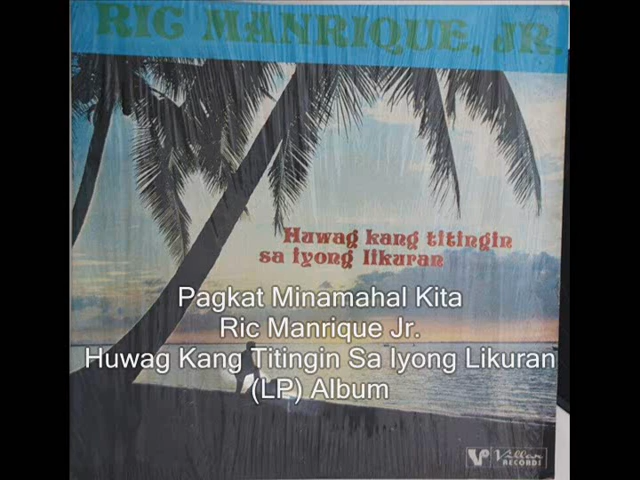 RIC MANRIQUE, JR.
Huwag kang titingin
sa iyong likuran
Pagkat Minamahal Kita
Ric Manrique Jr.
Huwag Kang Titingin Sa Iyong Likuran
(LP) Album
Villar
RECORDS